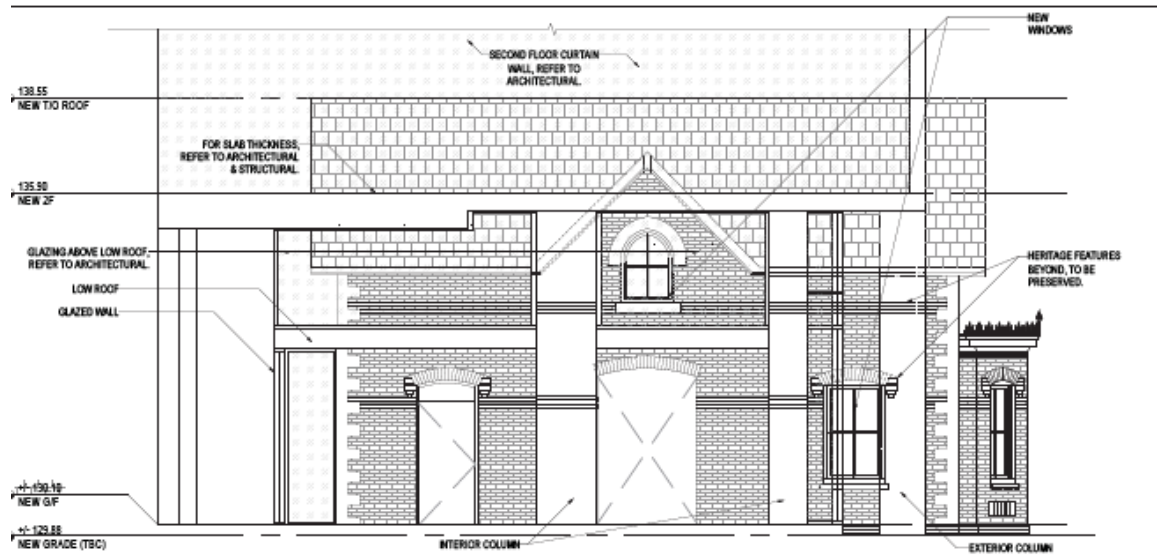 NEW
WINDOWS
SECOND FLOOR CURTAIN
WALL, REFER TO
ARCHITECTURAL.
138.55
NEW T/O ROOF
FOR SLAB THICKNESS,
REFER TO ARCHITECTURAL
& STRUCTURAL.
135.90
NEW 2F
GLAZING ABOVE LOW ROOF,
REFER TO ARCHITECTURAL.
HERITAGE FEATURES
BEYOND, TO BE
PRESERVED.
LOW ROOF
GLAZED WALL
+/- 130.10
NEW G/F
+/- 129.88
NEW GRADE (TBC)
INTERIOR COLUMN
EXTERIOR COLUMN